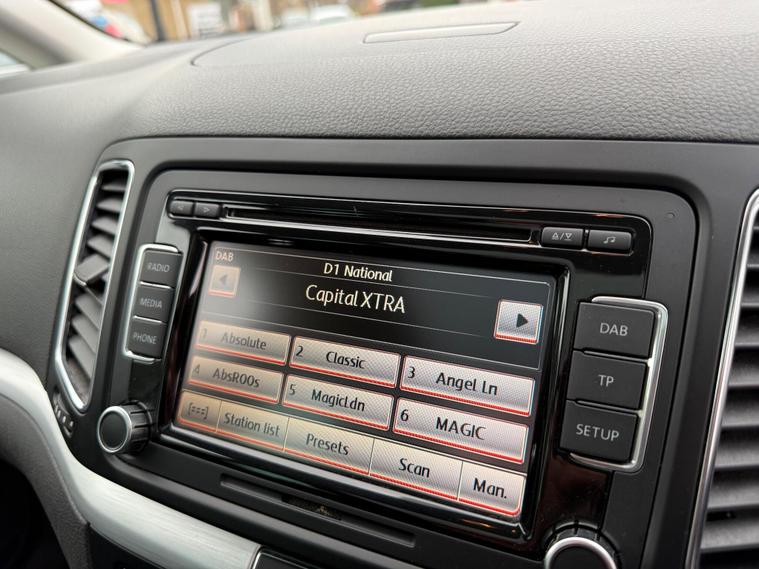 DAB
D1 National
Capital XTRA
1 Absolute
2 Classic
3 Angel Ln
4 AbsR00s
5 MagicLdn
6 MAGIC
[===]
Station list
Presets
Scan
Man.
RADIO
MEDIA
PHONE
DAB
TP
SETUP